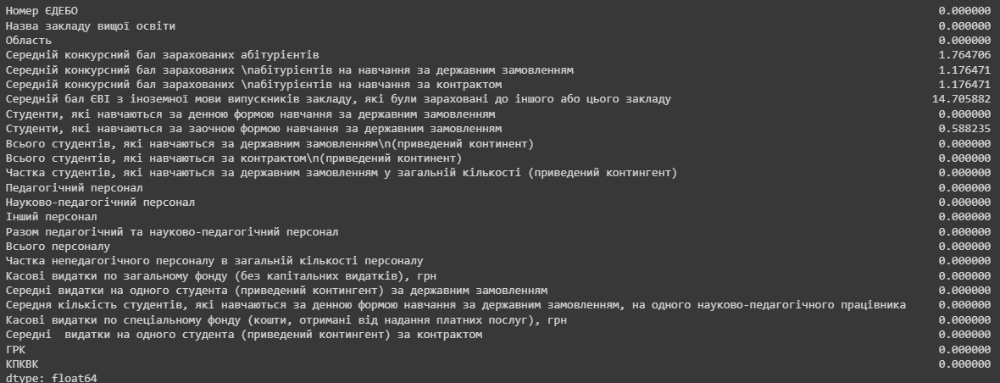 Номер ЄДЕБО 0.000000
Назва закладу вищої освіти 0.000000
Область 0.000000
Середній конкурсний бал зарахованих абітурієнтів 1.764706
Середній конкурсний бал зарахованих \nабітурієнтів на навчання за державним замовленням 1.176471
Середній конкурсний бал зарахованих \nабітурієнтів на навчання за контрактом 1.176471
Середній бал ЄВІ з іноземної мови випускників закладу, які були зараховані до іншого або цього закладу 14.705882
Студенти, які навчаються за денною формою навчання за державним замовленням 0.000000
Студенти, які навчаються за заочною формою навчання за державним замовленням 0.588235
Всього студентів, які навчаються за державним замовленням\n(приведений континент) 0.000000
Всього студентів, які навчаються за контрактом\n(приведений континент) 0.000000
Частка студентів, які навчаються за державним замовленням у загальній кількості (приведений контингент) 0.000000
Педагогічний персонал 0.000000
Науково-педагогічний персонал 0.000000
Інший персонал 0.000000
Разом педагогічний та науково-педагогічний персонал 0.000000
Всього персоналу 0.000000
Частка непедагогічного персоналу в загальній кількості персоналу 0.000000
Касові видатки по загальному фонду (без капітальних видатків), грн 0.000000
Середні видатки на одного студента (приведений контингент) за державним замовленням 0.000000
Середня кількість студентів, які навчаються за денною формою навчання за державним замовленням, на одного науково-педагогічного працівника 0.000000
Касові видатки по спеціальному фонду (кошти, отримані від надання платних послуг), грн 0.000000
Середні  видатки на одного студента (приведений контингент) за контрактом 0.000000
ГРК 0.000000
КПКВК 0.000000
dtype: float64